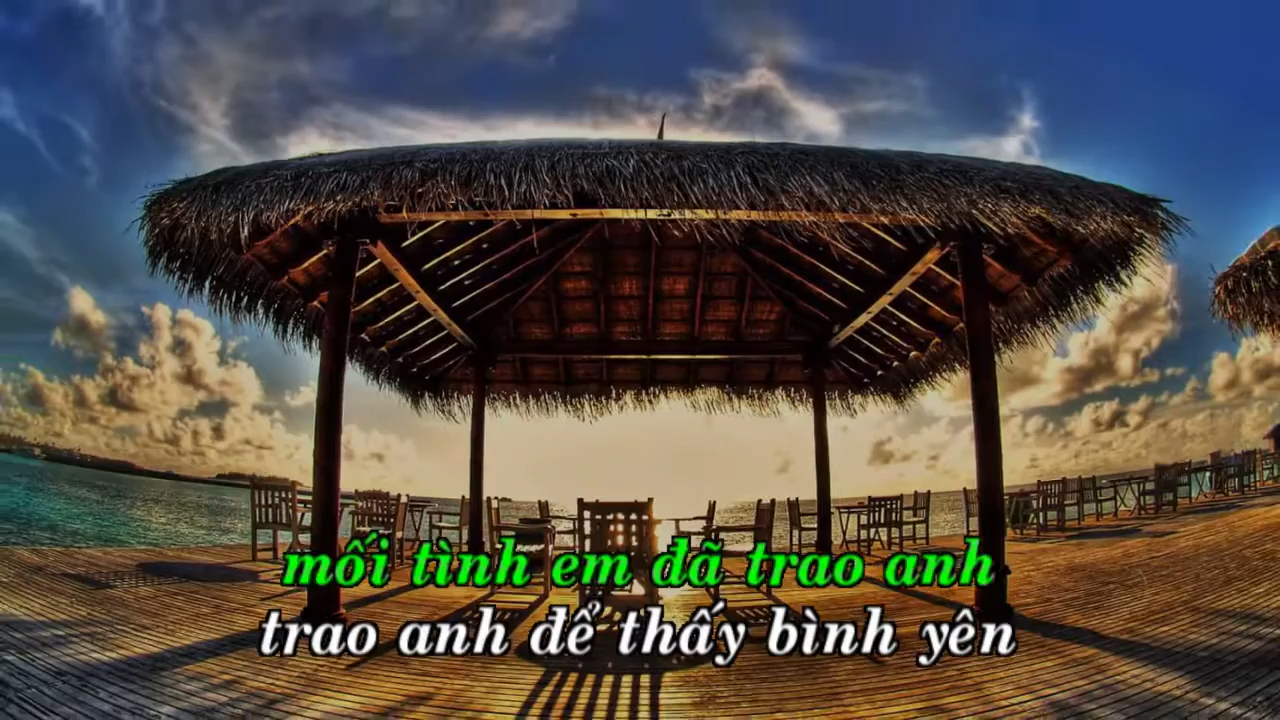 mối tình em đã trao anh
trao anh để thấy bình yên